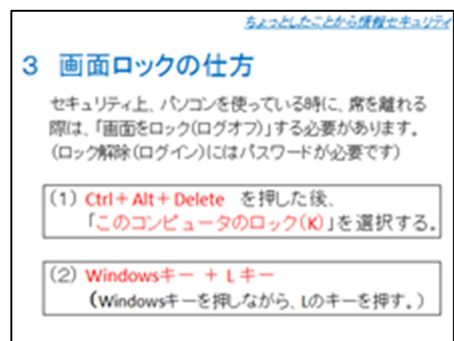 ちょっとしたことから情報セキュリティ
3 画面ロックの仕方
セキュリティ上、パソコンを使っている時に、席を離れる
際は、「画面をロック(ログオフ)」する必要があります。
(ロック解除(ログイン)にはパスワードが必要です)
(1) Ctrl+Alt+Delete を押した後、
「このコンピュータのロック(K)」を選択する。
(2) Windowsキー + L キー
(Windowsキーを押しながら、Lのキーを押す。)